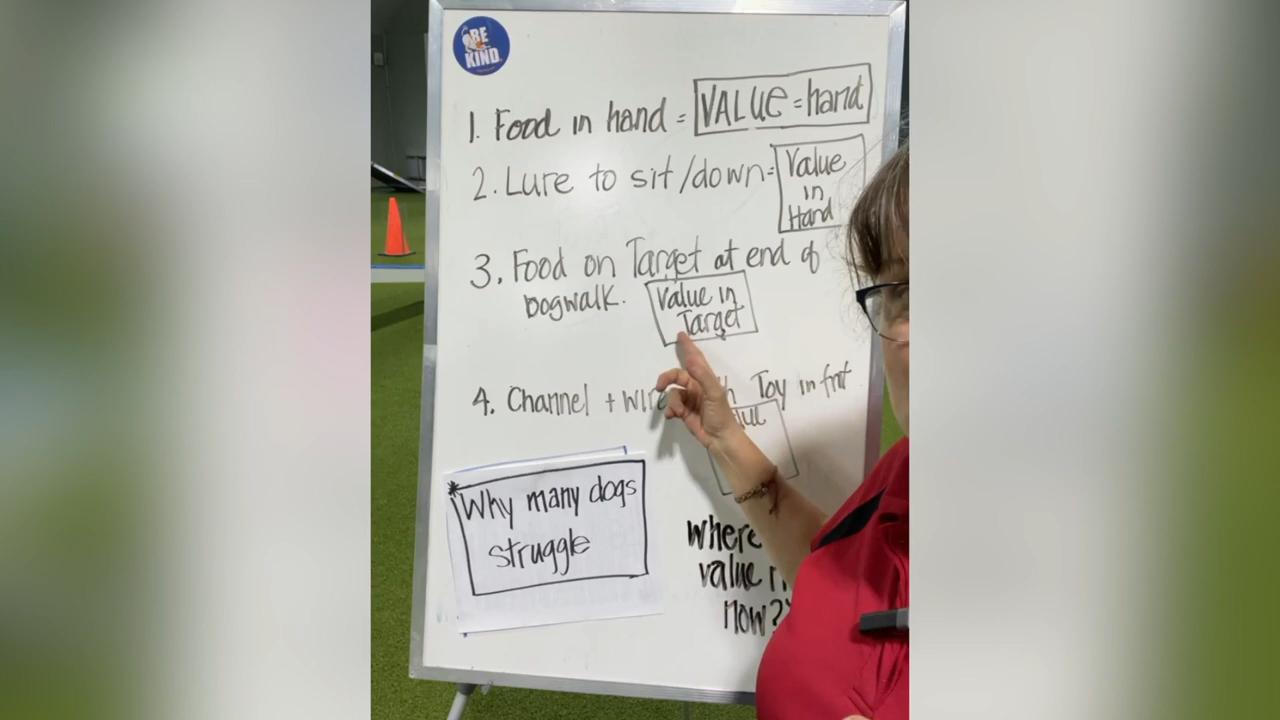 BE
KIND
1. Food in hand = VALUE = hand
2. Lure to sit/down = Value
in
Hand
3. Food on Target at end of
Dogwalk. Value in
Target
4. Channel + Toy in frnt
*Why many dogs
struggle
Where
value
Now?